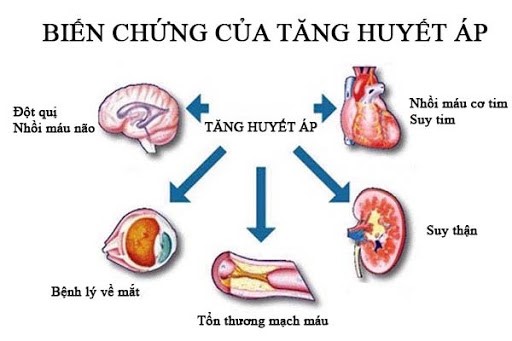 BIẾN CHỨNG CỦA TĂNG HUYẾT ÁP
Đột quị
Nhồi máu não
TĂNG HUYẾT ÁP
Nhồi máu cơ tim
Suy tim
Suy thận
Bệnh lý về mắt
Tổn thương mạch máu